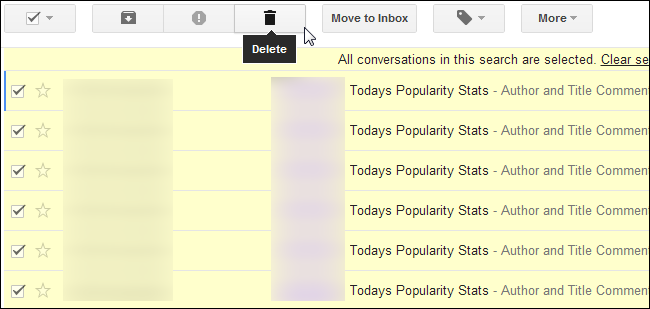 Move to Inbox More
Delete
All conversations in this search are selected. Clear se
Todays Popularity Stats - Author and Title Comment
Todays Popularity Stats - Author and Title Comment
Todays Popularity Stats - Author and Title Comment
Todays Popularity Stats - Author and Title Comment
Todays Popularity Stats - Author and Title Comment
Todays Popularity Stats - Author and Title Comment